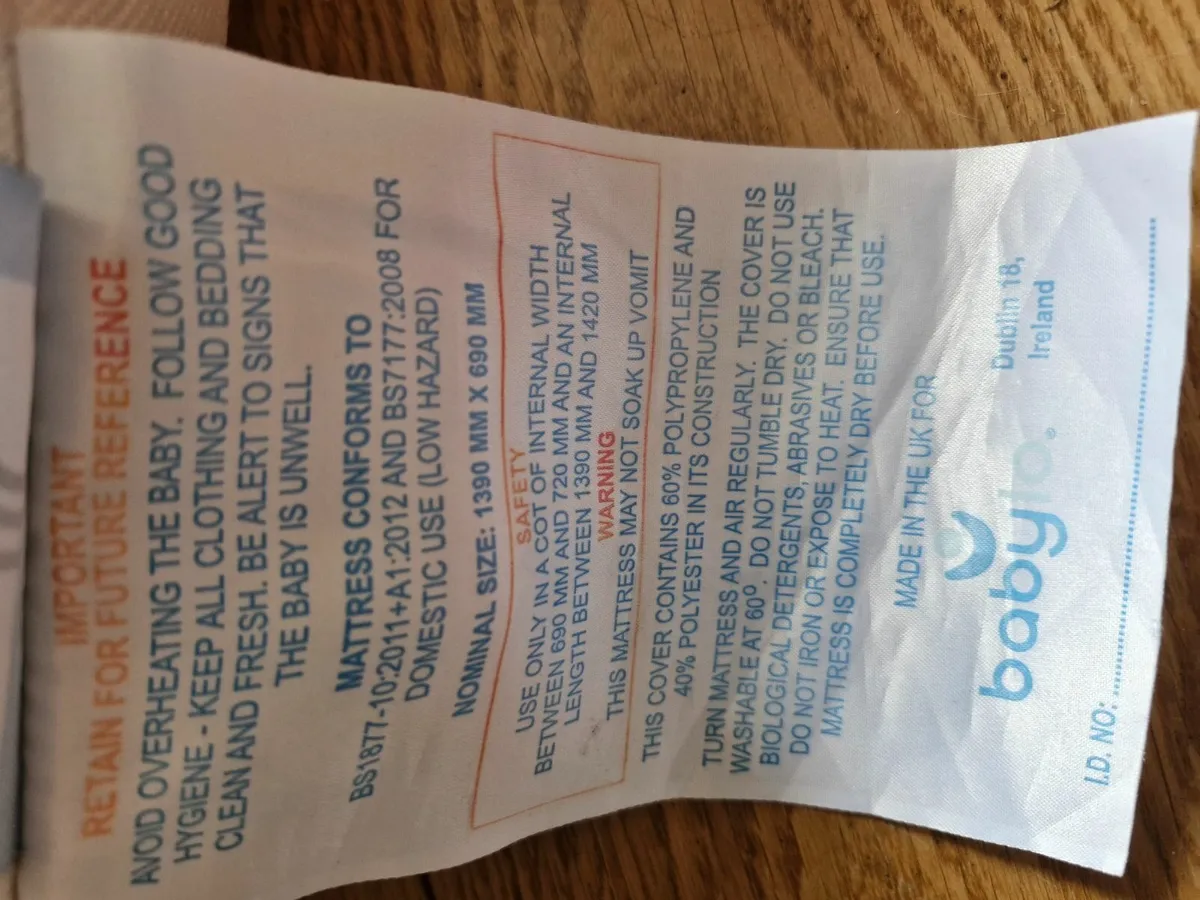 IMPORTANT
RETAIN FOR FUTURE REFERENCE
AVOID OVERHEATING THE BABY. FOLLOW GOOD
HYGIENE - KEEP ALL CLOTHING AND BEDDING
CLEAN AND FRESH. BE ALERT TO SIGNS THAT
THE BABY IS UNWELL.
MATTRESS CONFORMS TO
BS1877-10:2011+A1:2012 AND BS7177:2008 FOR
DOMESTIC USE (LOW HAZARD)
NOMINAL SIZE: 1390 MM X 690 MM
SAFETY
USE ONLY IN A COT OF INTERNAL WIDTH
BETWEEN 690 MM AND 720 MM AND AN INTERNAL
LENGTH BETWEEN 1390 MM AND 1420 MM
WARNING
THIS MATTRESS MAY NOT SOAK UP VOMIT
THIS COVER CONTAINS 60% POLYPROPYLENE AND
40% POLYESTER IN ITS CONSTRUCTION
TURN MATTRESS AND AIR REGULARLY. THE COVER IS
WASHABLE AT 60°. DO NOT TUMBLE DRY. DO NOT USE
BIOLOGICAL DETERGENTS, ABRASIVES OR BLEACH.
DO NOT IRON OR EXPOSE TO HEAT. ENSURE THAT
MATTRESS IS COMPLETELY DRY BEFORE USE.
MADE IN THE UK FOR
babylo®
Dublin 18,
Ireland
I.D. NO: ........................................